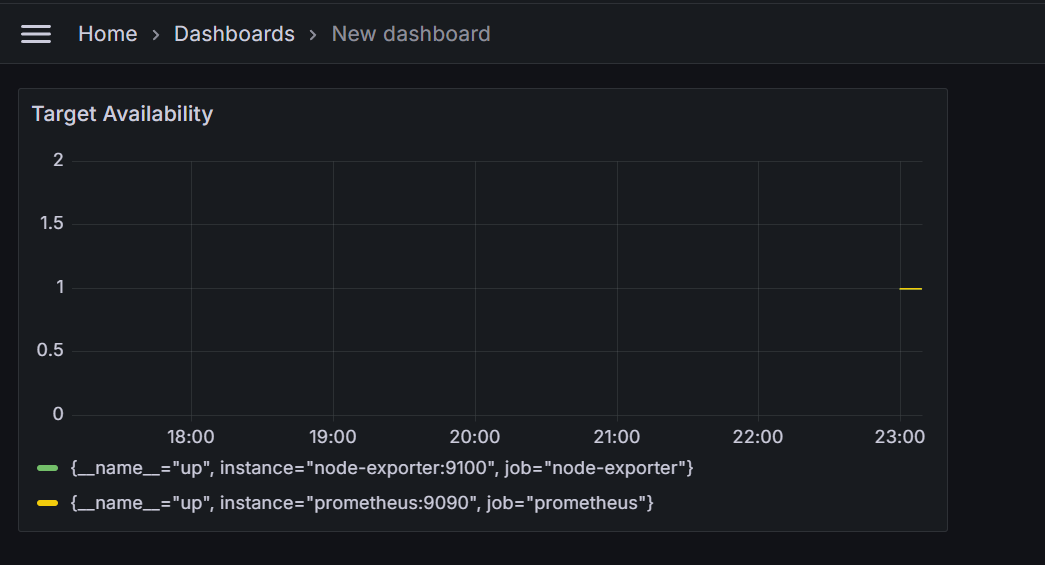 Home > Dashboards > New dashboard
Target Availability
2
1.5
1
0.5
0
18:00 19:00 20:00 21:00 22:00 23:00
{__name__="up", instance="node-exporter:9100", job="node-exporter"}
{__name__="up", instance="prometheus:9090", job="prometheus"}